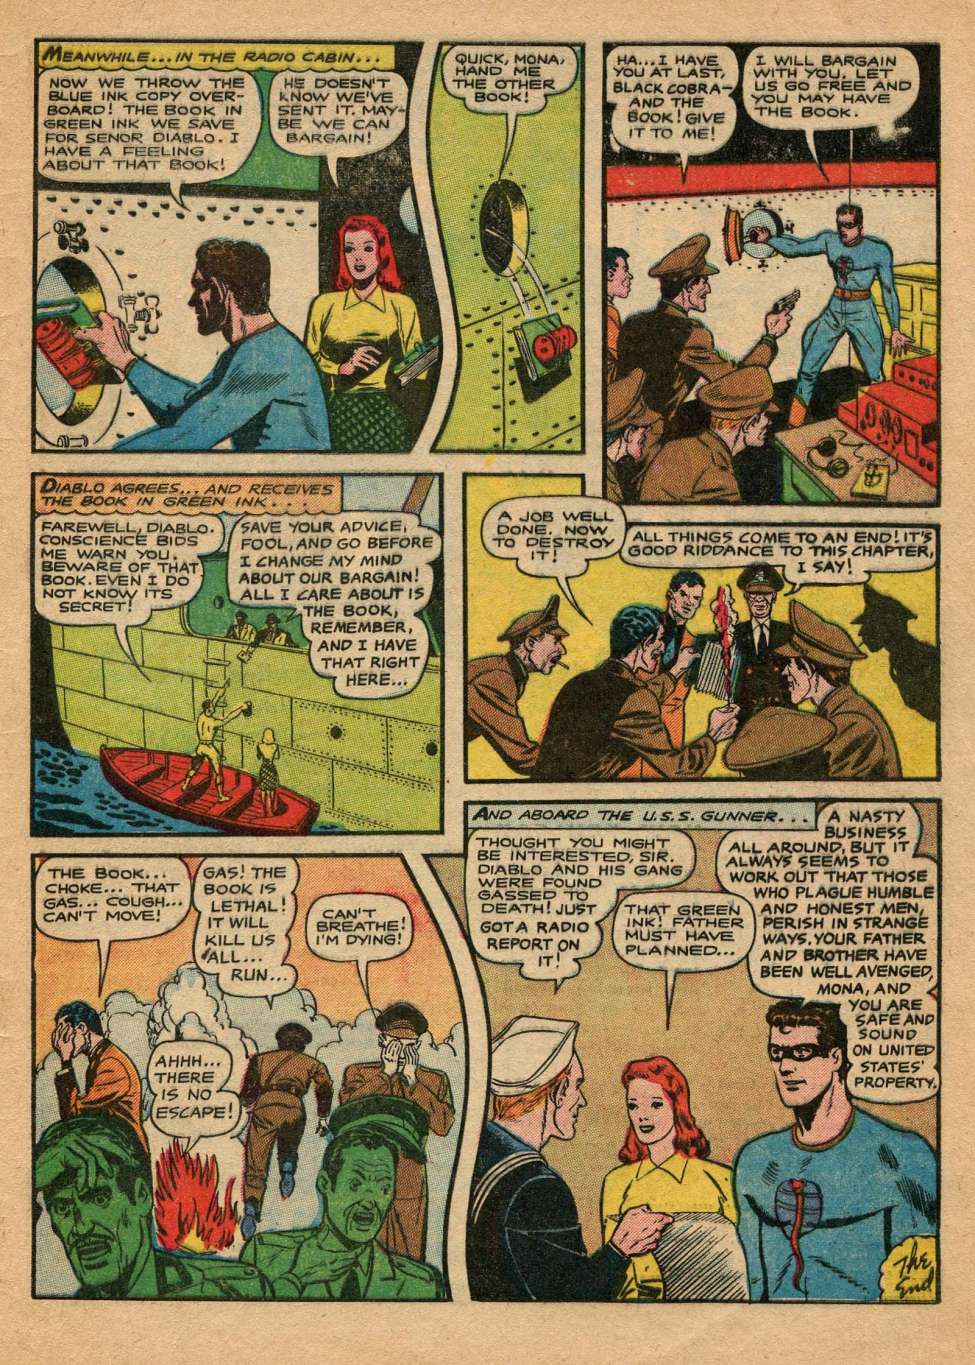 MEANWHILE...IN THE RADIO CABIN...
NOW WE THROW THE
BLUE INK COPY OVER-
BOARD! THE BOOK IN
GREEN INK WE SAVE
FOR SENOR DIABLO. I
HAVE A FEELING
ABOUT THAT BOOK!
HE DOESN'T
KNOW WE'VE
SENT IT. MAY-
BE WE CAN
BARGAIN!
QUICK, MONA,
HAND ME
THE OTHER
BOOK!
HA...I HAVE
YOU AT LAST,
BLACK COBRA-
AND THE
BOOK! GIVE
IT TO ME!
I WILL BARGAIN
WITH YOU. LET
US GO FREE AND
YOU MAY HAVE
THE BOOK.
DIABLO AGREES...AND RECEIVES
THE BOOK IN GREEN INK...
FAREWELL, DIABLO.
CONSCIENCE BIDS
ME WARN YOU.
BEWARE OF THAT
BOOK. EVEN I DO
NOT KNOW ITS
SECRET!
SAVE YOUR ADVICE,
FOOL, AND GO BEFORE
I CHANGE MY MIND
ABOUT OUR BARGAIN!
ALL I CARE ABOUT IS
THE BOOK,
REMEMBER,
AND I HAVE
THAT RIGHT
HERE...
A JOB WELL
DONE. NOW
TO DESTROY
IT!
ALL THINGS COME TO AN END! IT'S
GOOD RIDDANCE TO THIS CHAPTER,
I SAY!
THE BOOK...
CHOKE... THAT
GAS... COUGH...
CAN'T MOVE!
GAS! THE
BOOK IS
LETHAL!
IT WILL
KILL US
ALL...
RUN...
CAN'T
BREATHE!
I'M DYING!
AHHH...
THERE
IS NO
ESCAPE!
AND ABOARD THE U.S.S. GUNNER...
THOUGHT YOU MIGHT
BE INTERESTED, SIR.
DIABLO AND HIS GANG
WERE FOUND
GASSED TO
DEATH! JUST
GOT A RADIO
REPORT ON
IT!
THAT GREEN
INK! FATHER
MUST HAVE
PLANNED...
A NASTY
BUSINESS
ALL AROUND, BUT IT
ALWAYS SEEMS TO
WORK OUT THAT THOSE
WHO PLAGUE HUMBLE
AND HONEST MEN,
PERISH IN STRANGE
WAYS. YOUR FATHER
AND BROTHER HAVE
BEEN WELL AVENGED,
MONA, AND
YOU ARE
SAFE AND
SOUND
ON UNITED
STATES'
PROPERTY.
The
End